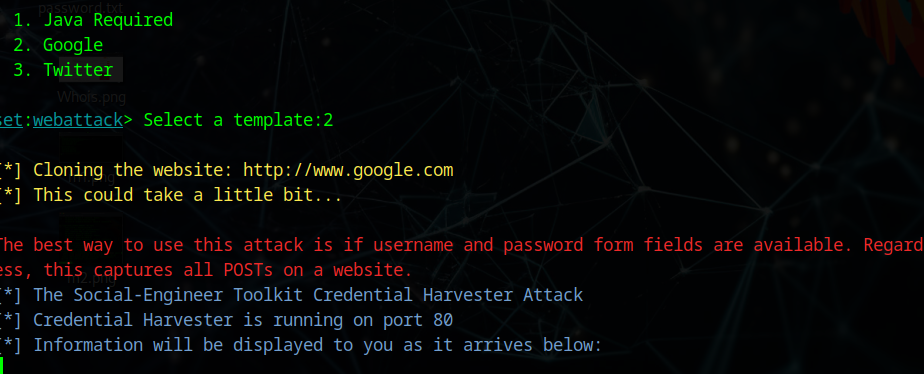 password.txt
1. Java Required
2. Google
3. Twitter
Whois.png
set:webattack> Select a template:2
[*] Cloning the website: http://www.google.com
[*] This could take a little bit...
The best way to use this attack is if username and password form fields are available. Regard
ess, this captures all POSTs on a website.
m2.png
[*] The Social-Engineer Toolkit Credential Harvester Attack
[*] Credential Harvester is running on port 80
[*] Information will be displayed to you as it arrives below: